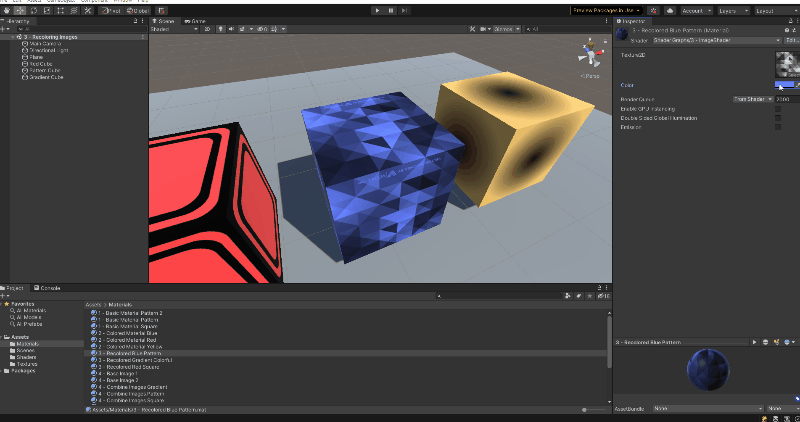 Pivot
Global
Preview Packages in Use
Account
Layers
Layout
Hierarchy
Scene
Game
Inspector
Shaded
2D
Gizmos
All
3 - Recoloring Images
Main Camera
Directional Light
Plane
Red Cube
Pattern Cube
Gradient Cube
Persp
3 - Recolored Blue Pattern (Material)
Shader
Shader Graphs/3 - ImageShader
Edit...
Texture2D
Select
Color
Render Queue
From Shader
2000
Enable GPU Instancing
Double Sided Global Illumination
Emission
Project
Console
16
Favorites
All Materials
All Models
All Prefabs
Assets
Materials
Scenes
Shaders
Textures
Packages
Assets > Materials
1 - Basic Material Pattern 2
1 - Basic Material Pattern
1 - Basic Material Square
2 - Colored Material Blue
2 - Colored Material Red
2 - Colored Material Yellow
3 - Recolored Blue Pattern
3 - Recolored Gradient Colorful
3 - Recolored Red Square
4 - Base Image 1
4 - Base Image 2
4 - Combine Images Gradient
4 - Combine Images Pattern
4 - Combine Images Square
Assets/Materials/3 - Recolored Blue Pattern.mat
3 - Recolored Blue Pattern
AssetBundle
None
None